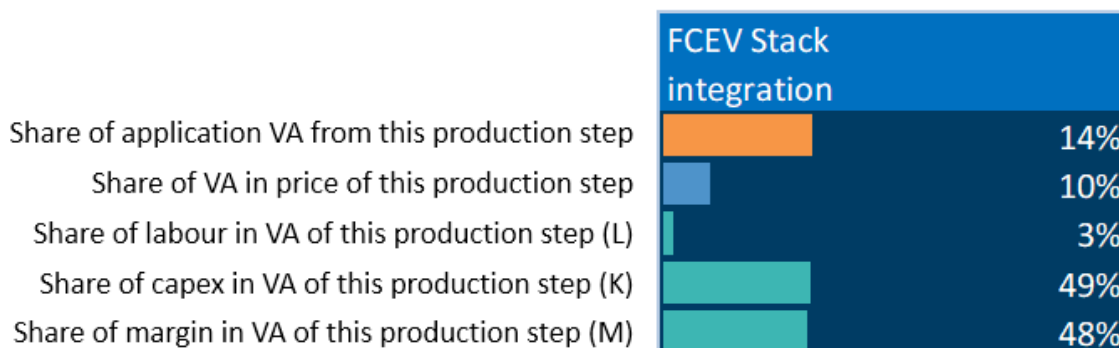 FCEV Stack
integration
Share of application VA from this production step 14%
Share of VA in price of this production step 10%
Share of labour in VA of this production step (L) 3%
Share of capex in VA of this production step (K) 49%
Share of margin in VA of this production step (M) 48%